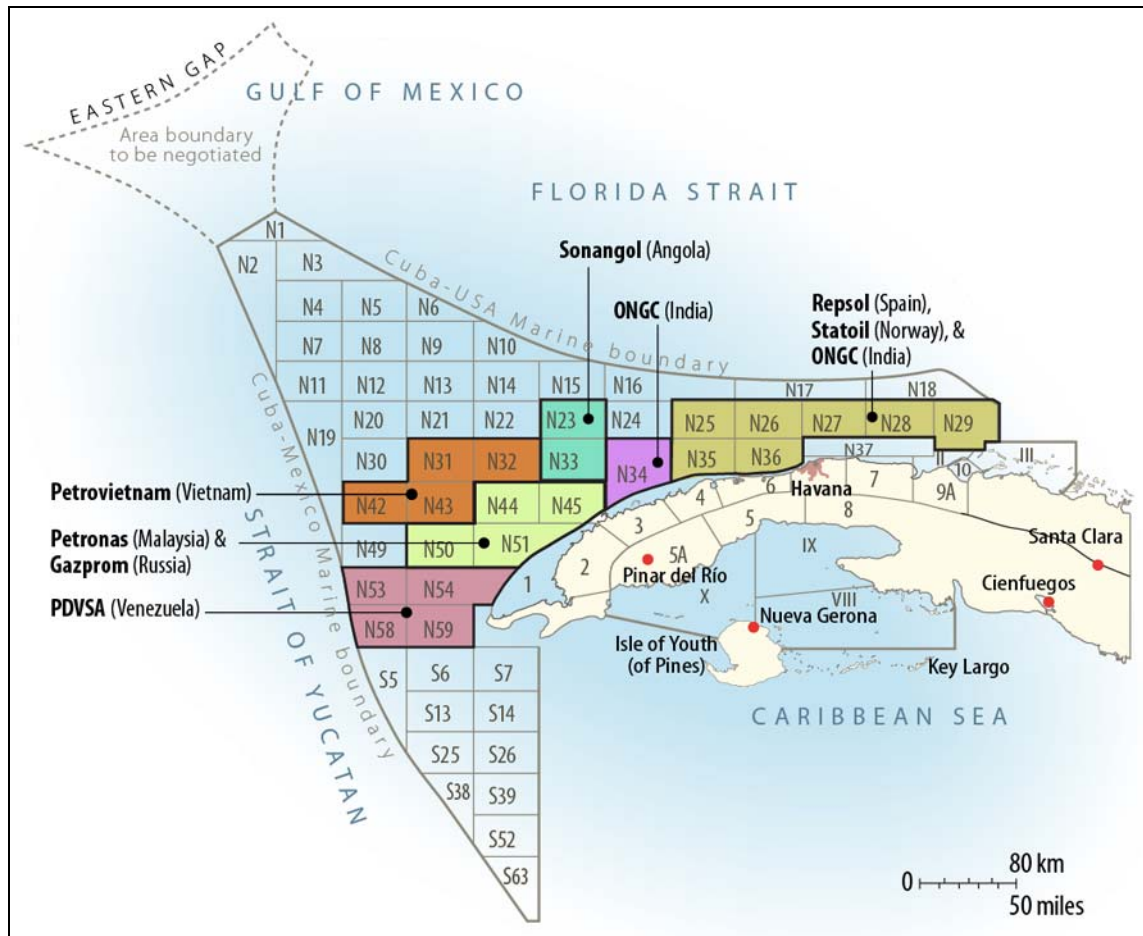 EASTERN GAP
GULF OF MEXICO
Area boundary
to be negotiated
FLORIDA STRAIT
N1
N2
N3
Cuba-USA Marine boundary
Sonangol (Angola)
ONGC (India)
Repsol (Spain),
Statoil (Norway), &
ONGC (India)
N4 N5 N6
N7 N8 N9 N10
N11 N12 N13 N14 N15 N16 N17 N18
N19 N20 N21 N22 N23 N24 N25 N26 N27 N28 N29
N30 N31 N32 N33 N34 N35 N36 N37
Cuba-Mexico Marine boundary
STRAIT OF YUCATAN
Petrovietnam (Vietnam)
N42 N43 N44 N45
Petronas (Malaysia) &
Gazprom (Russia)
N49 N50 N51
PDVSA (Venezuela)
N53 N54
N58 N59
1 2 3 4 5 5A 6 7 8 9A 10 II III
Havana
IX
X
VIII
Pinar del Río
Santa Clara
Cienfuegos
Nueva Gerona
Isle of Youth
(of Pines)
Key Largo
CARIBBEAN SEA
S5 S6 S7
S13 S14
S25 S26
S38 S39
S52
S63
80 km
0
50 miles